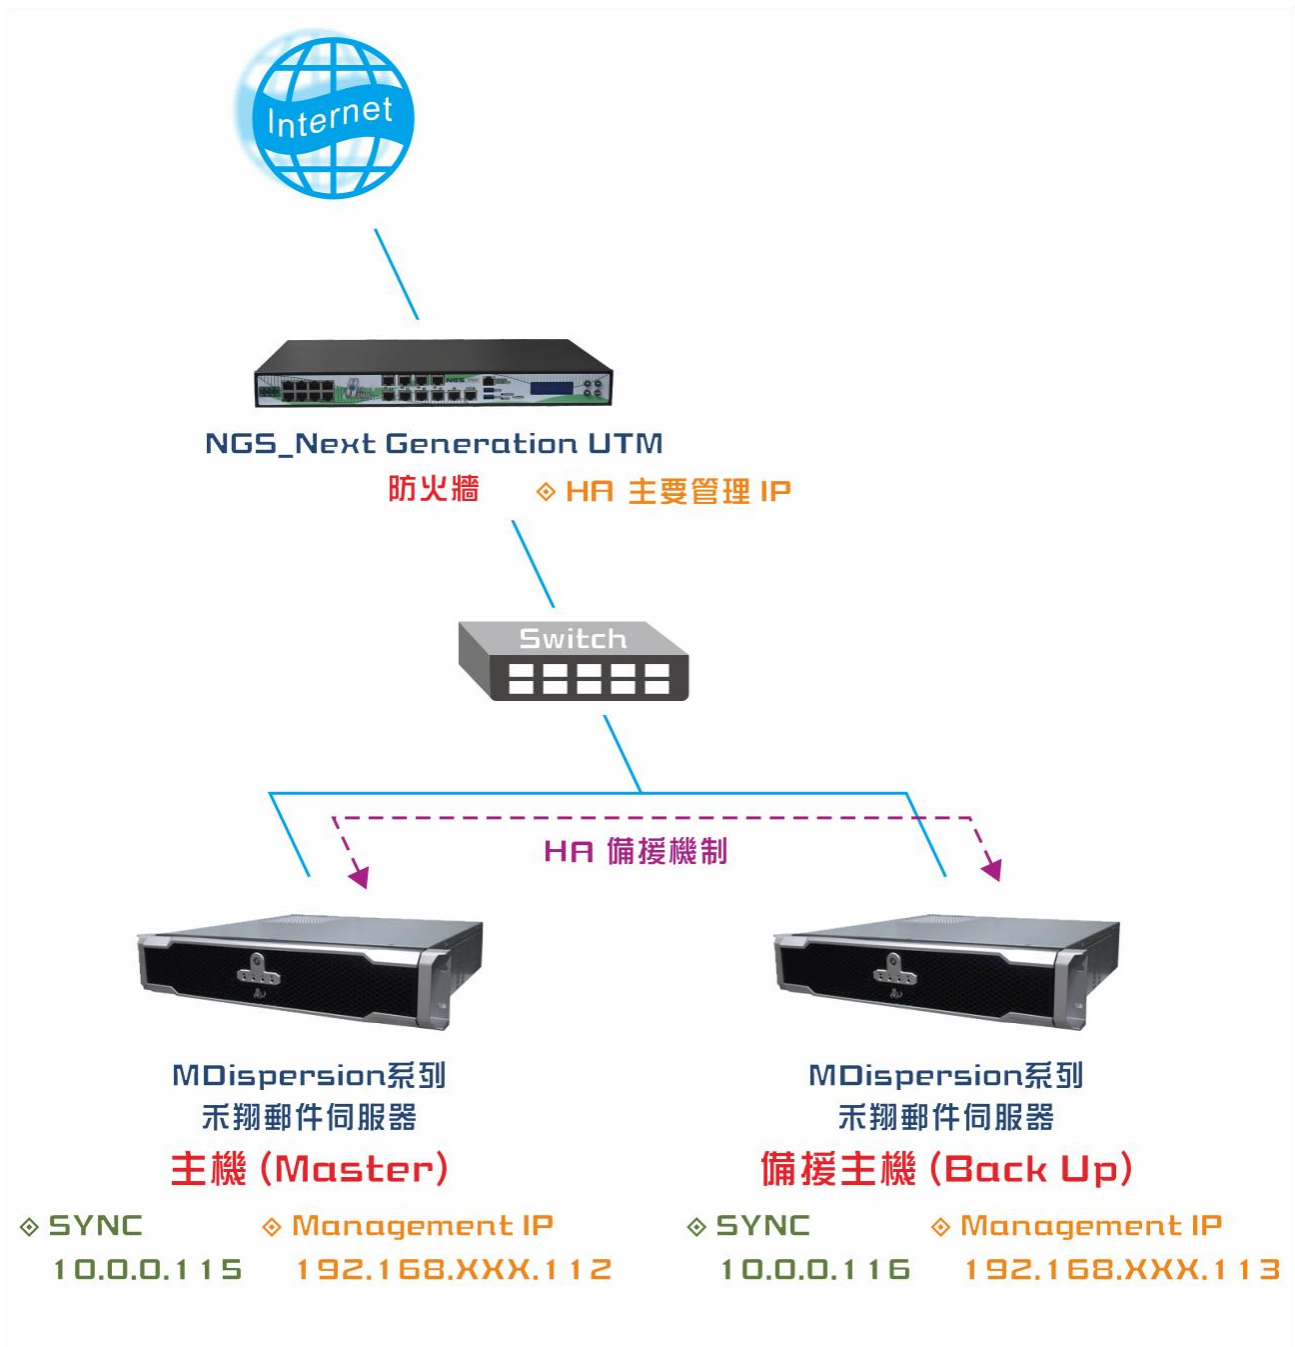 Internet
NGS
NGS_Next Generation UTM
防火牆 HA 主要管理 IP
Switch
HA 備援機制
MDispersion系列 MDispersion系列
禾翔郵件伺服器 禾翔郵件伺服器
主機(Master) 備援主機(Back Up)
SYNC Management IP SYNC Management IP
10.0.0.115 192.168.XXX.112 10.0.0.116 192.168.XXX.113